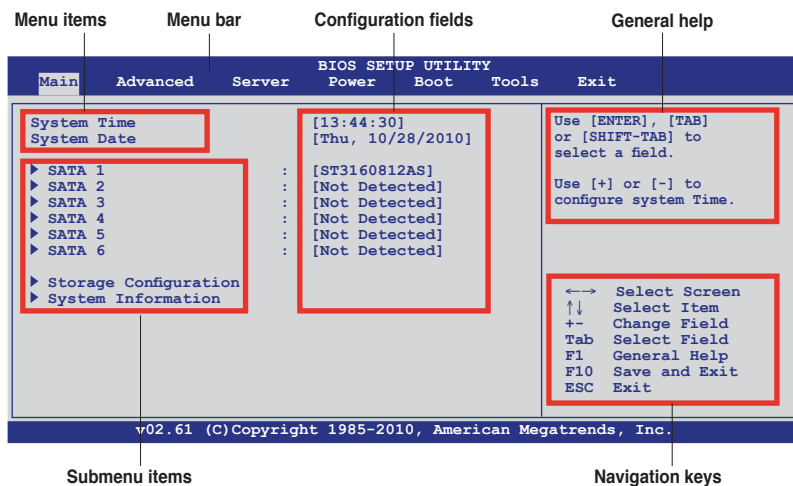 Menu items Menu bar Configuration fields General help
BIOS SETUP UTILITY
Main Advanced Server Power Boot Tools Exit
System Time [13:44:30]
System Date [Thu, 10/28/2010]
SATA 1 : [ST3160812AS]
SATA 2 : [Not Detected]
SATA 3 : [Not Detected]
SATA 4 : [Not Detected]
SATA 5 : [Not Detected]
SATA 6 : [Not Detected]
Storage Configuration
System Information
Use [ENTER], [TAB]
or [SHIFT-TAB] to
select a field.
Use [+] or [-] to
configure system Time.
←→ Select Screen
↑↓ Select Item
+- Change Field
Tab Select Field
F1 General Help
F10 Save and Exit
ESC Exit
v02.61 (C)Copyright 1985-2010, American Megatrends, Inc.
Submenu items Navigation keys